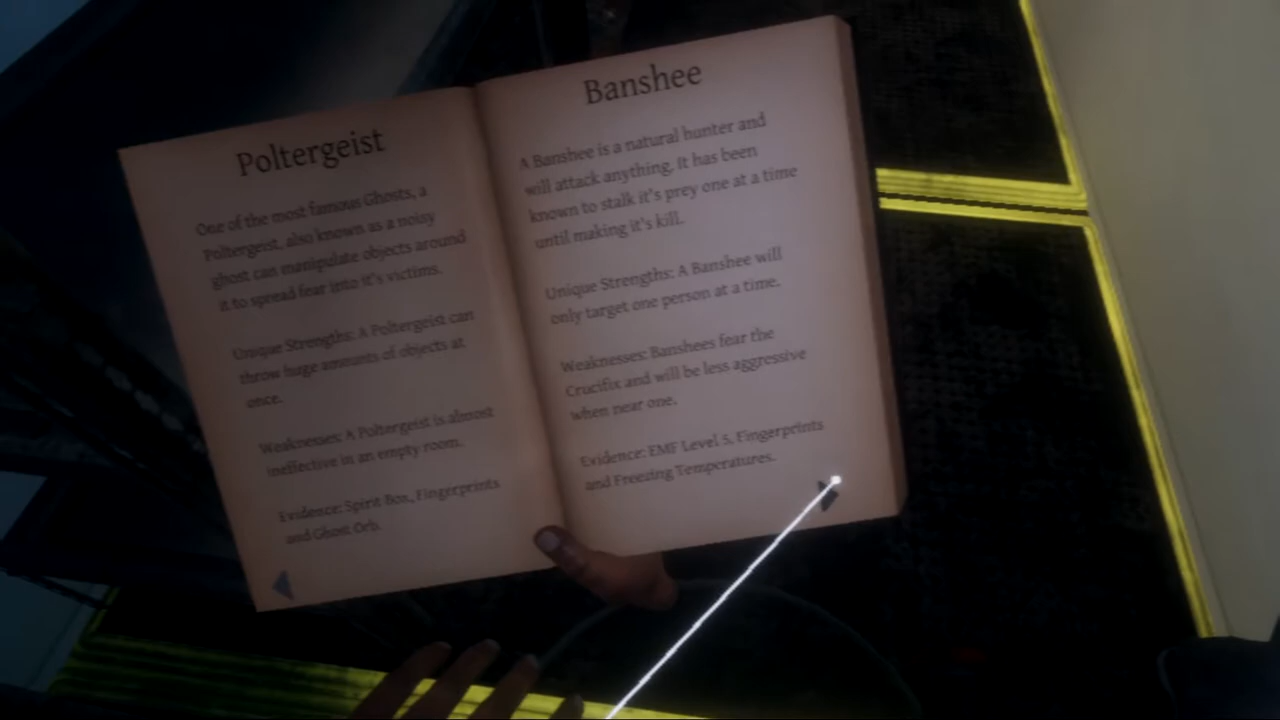 Poltergeist
One of the most famous Ghosts, a
Poltergeist, also known as a noisy
ghost can manipulate objects around
it to spread fear into it's victims.
Unique Strengths: A Poltergeist can
throw huge amounts of objects at
once.
Weaknesses: A Poltergeist is almost
ineffective in an empty room.
Evidence: Spirit Box, Fingerprints
and Ghost Orb.
Banshee
A Banshee is a natural hunter and
will attack anything. It has been
known to stalk it's prey one at a time
until making it's kill.
Unique Strengths: A Banshee will
only target one person at a time.
Weaknesses: Banshees fear the
Crucifix and will be less aggressive
when near one.
Evidence: EMF Level 5, Fingerprints
and Freezing Temperatures.